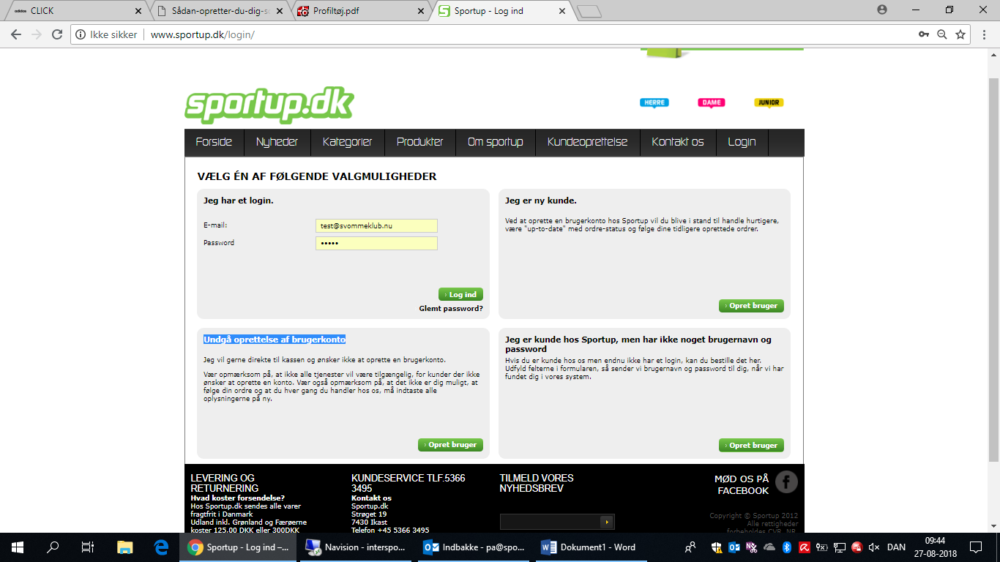 CLICK
Sådan-opretter-du-dig-s
Profiltøj.pdf
Sportup - Log ind
Ikke sikker
www.sportup.dk/login/
sportup.dk
HERRE
DAME
JUNIOR
Forside
Nyheder
Kategorier
Produkter
Om sportup
Kundeoprettelse
Kontakt os
Login
VÆLG ÉN AF FØLGENDE VALGMULIGHEDER
Jeg har et login.
E-mail:
test@svommeklub.nu
Password
•••••
› Log ind
Glemt password?
Jeg er ny kunde.
Ved at oprette en brugerkonto hos Sportup vil du blive i stand til handle hurtigere,
være "up-to-date" med ordre-status og følge dine tidligere oprettede ordrer.
› Opret bruger
Undgå oprettelse af brugerkonto
Jeg vil gerne direkte til kassen og ønsker ikke at oprette en brugerkonto.
Vær opmærksom på, at ikke alle tjenester vil være tilgængelig, for kunder der ikke
ønsker at oprette en konto. Vær også opmærksom på, at det ikke er dig muligt, at
følge din ordre og at du hver gang du handler hos os, må indtaste alle
oplysningerne på ny.
› Opret bruger
Jeg er kunde hos Sportup, men har ikke noget brugernavn og
password
Hvis du er kunde hos os men endnu ikke har et login, kan du bestille det her.
Udfyld felterne i formularen, så sender vi brugernavn og password til dig, når vi har
fundet dig i vores system.
› Opret bruger
LEVERING OG
RETURNERING
Hvad koster forsendelse?
Hos Sportup.dk sendes alle varer
fragtfrit i Danmark
Udland inkl. Grønland og Færøerne
koster 125,00 DKK eller 300DKK
KUNDESERVICE TLF.5366
3495
Kontakt os
Sportup.dk
Strøget 19
7430 Ikast
Telefon +45 5366 3495
TILMELD VORES
NYHEDSBREV
MØD OS PÅ
FACEBOOK
Copyright © Sportup 2012
Alle rettigheder
forbeholdes CVR. NR.
Sportup - Log ind –...
Navision - interspo...
Indbakke - pa@spo...
Dokument1 - Word
DAN
09:44
27-08-2018